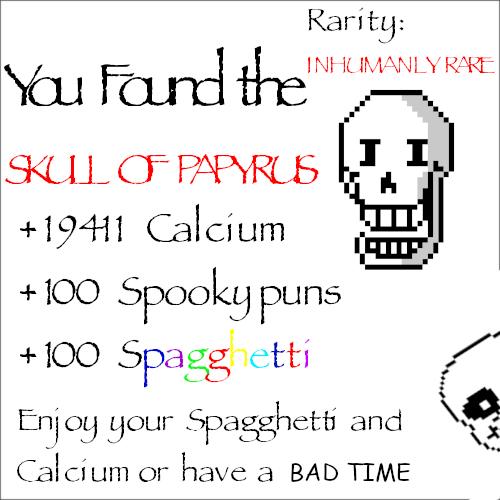 Rarity:
INHUMANLY RARE
You Found the
SKULL OF PAPYRUS
+19411 Calcium
+100 Spooky puns
+100 Spagghetti
Enjoy your Spagghetti and
Calcium or have a BAD TIME